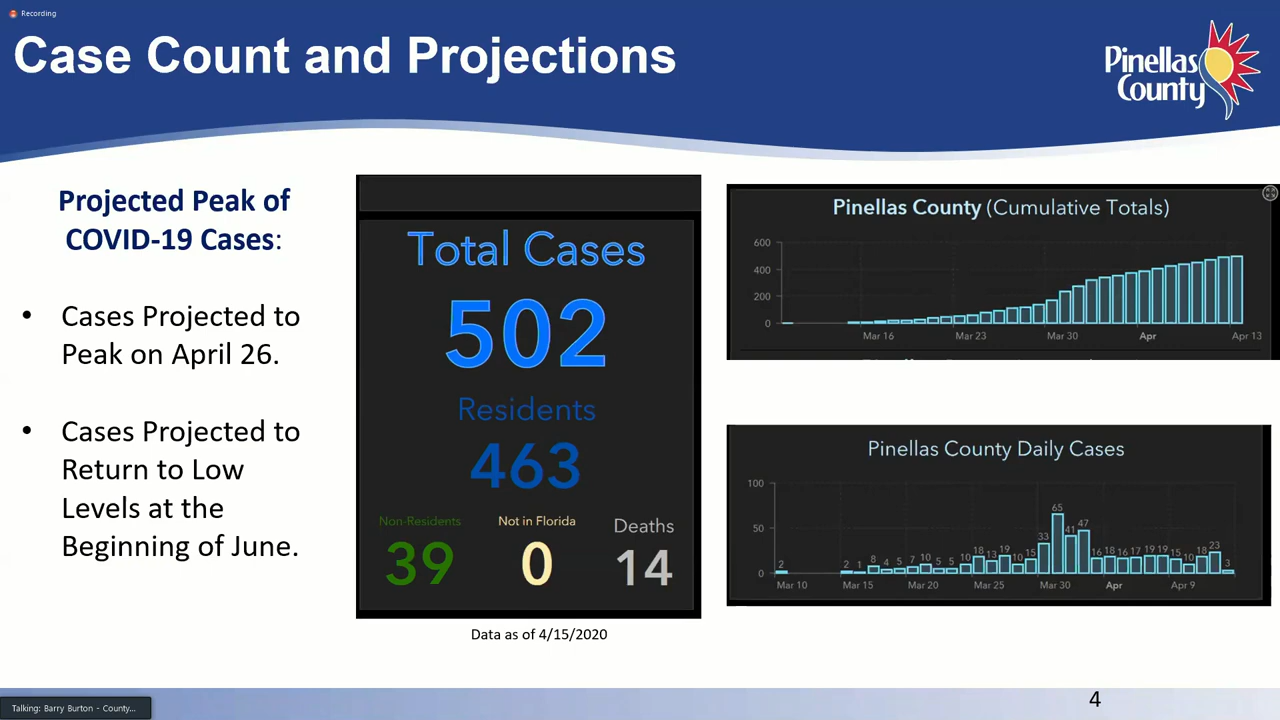 Recording
Case Count and Projections
Pinellas
County
Projected Peak of
COVID-19 Cases:
• Cases Projected to
Peak on April 26.
• Cases Projected to
Return to Low
Levels at the
Beginning of June.
Total Cases
502
Residents
463
Non-Residents Not in Florida Deaths
39 0 14
Data as of 4/15/2020
Pinellas County (Cumulative Totals)
600
400
200
0
Mar 16 Mar 23 Mar 30 Apr Apr 13
Pinellas County Daily Cases
100
50
0
2 2 1 8 4 5 7 10 5 5 10 18 13 19 10 15 33 65 41 47 16 18 16 17 19 19 15 10 18 23 3
Mar 10 Mar 15 Mar 20 Mar 25 Mar 30 Apr Apr 9
4
Talking: Barry Burton - County...